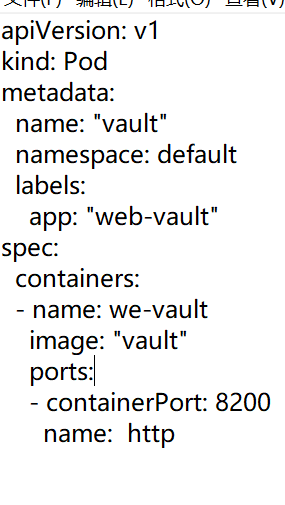 文件(F) 编辑(E) 格式(O) 查看(V)
apiVersion: v1
kind: Pod
metadata:
  name: "vault"
  namespace: default
  labels:
    app: "web-vault"
spec:
  containers:
  - name: we-vault
    image: "vault"
    ports:
    - containerPort: 8200
      name:  http